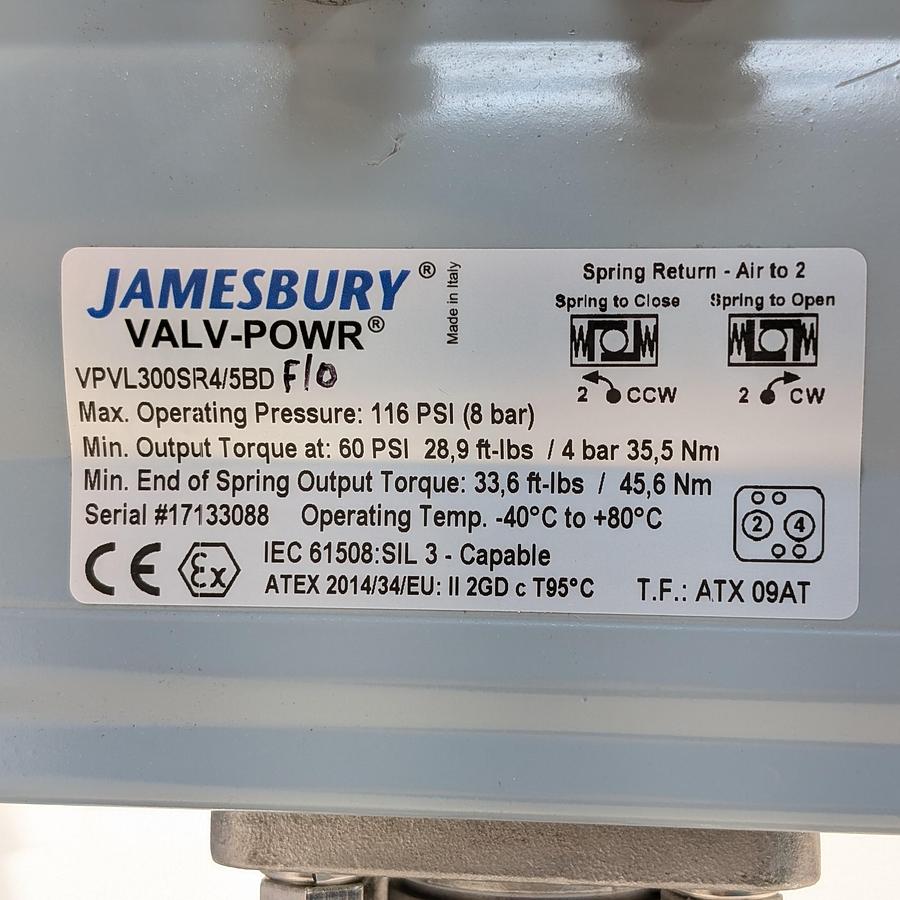 JAMESBURY®
VALV-POWR®
Made in Italy
VPVL300SR4/5BD F/O
Max. Operating Pressure: 116 PSI (8 bar)
Min. Output Torque at: 60 PSI 28,9 ft-lbs / 4 bar 35,5 Nm
Min. End of Spring Output Torque: 33,6 ft-lbs / 45,6 Nm
Serial #17133088 Operating Temp. -40°C to +80°C
CE Ex IEC 61508:SIL 3 - Capable
ATEX 2014/34/EU: II 2GD c T95°C T.F.: ATX 09AT
Spring Return - Air to 2
Spring to Close Spring to Open
2 CCW 2 CW
2 4